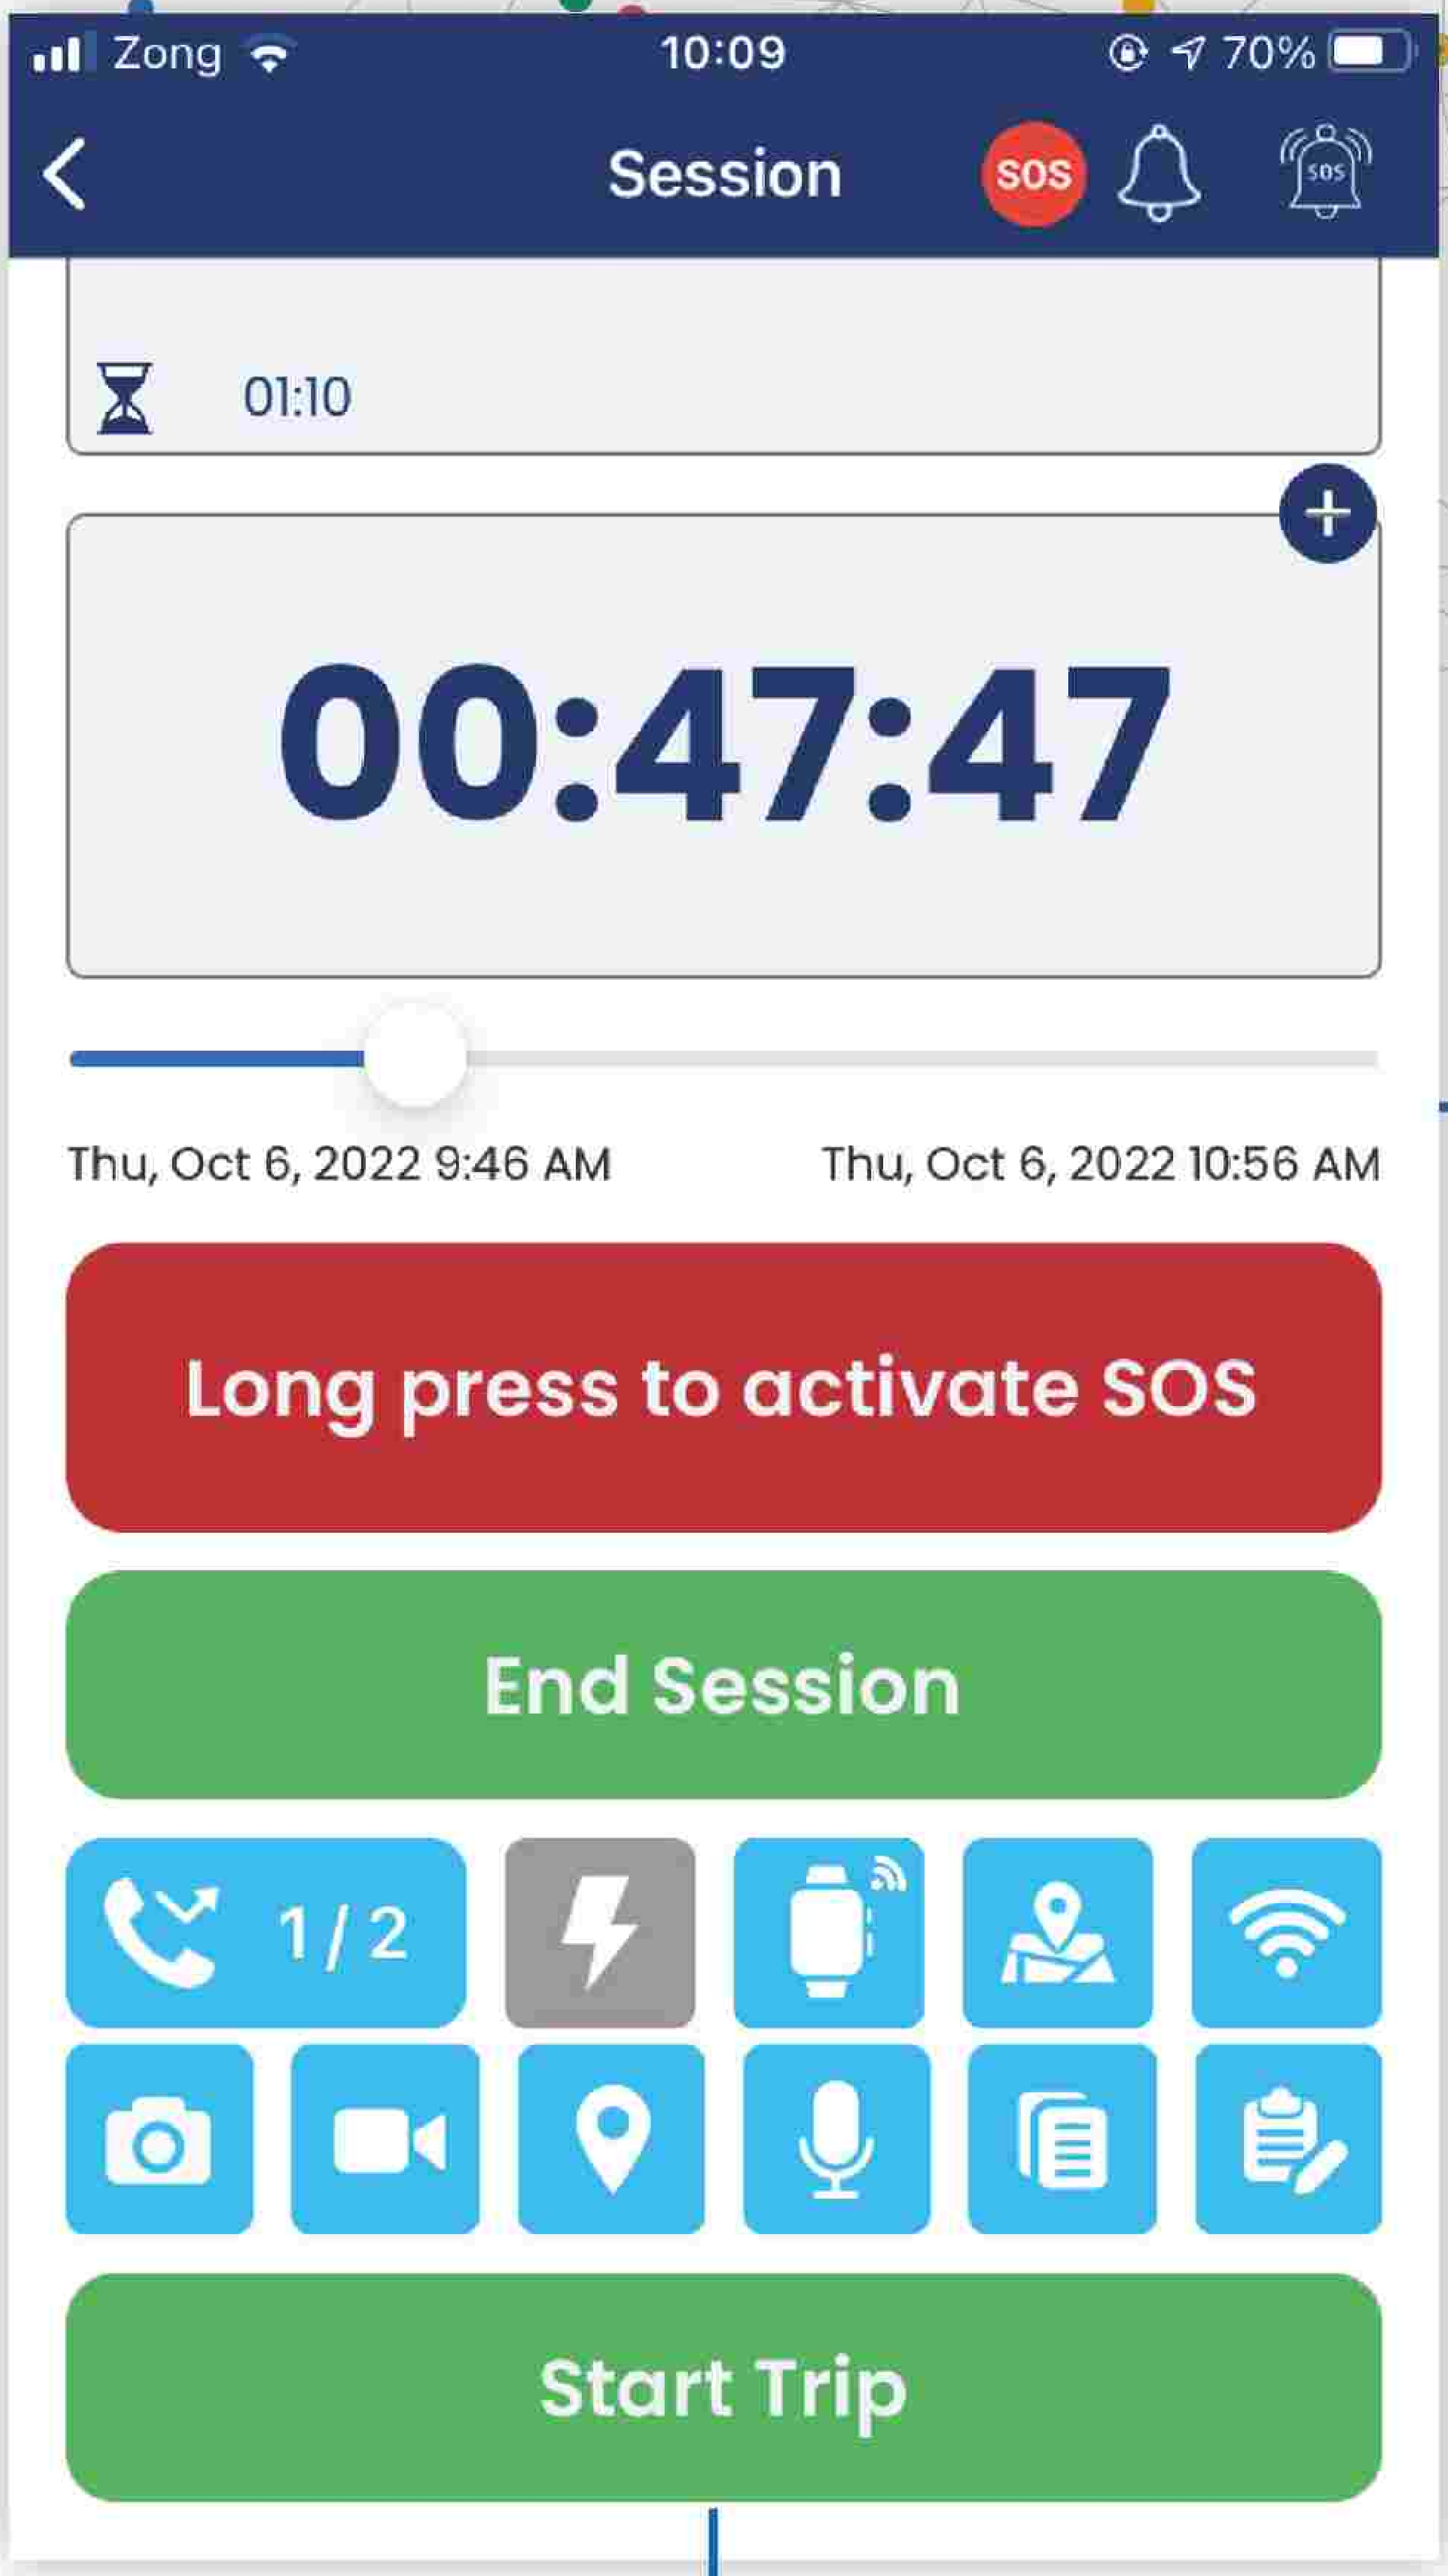 Zong 10:09 70%
Session SOS SOS
01:10
+
00:47:47
Thu, Oct 6, 2022 9:46 AM Thu, Oct 6, 2022 10:56 AM
Long press to activate SOS
End Session
1 / 2
Start Trip